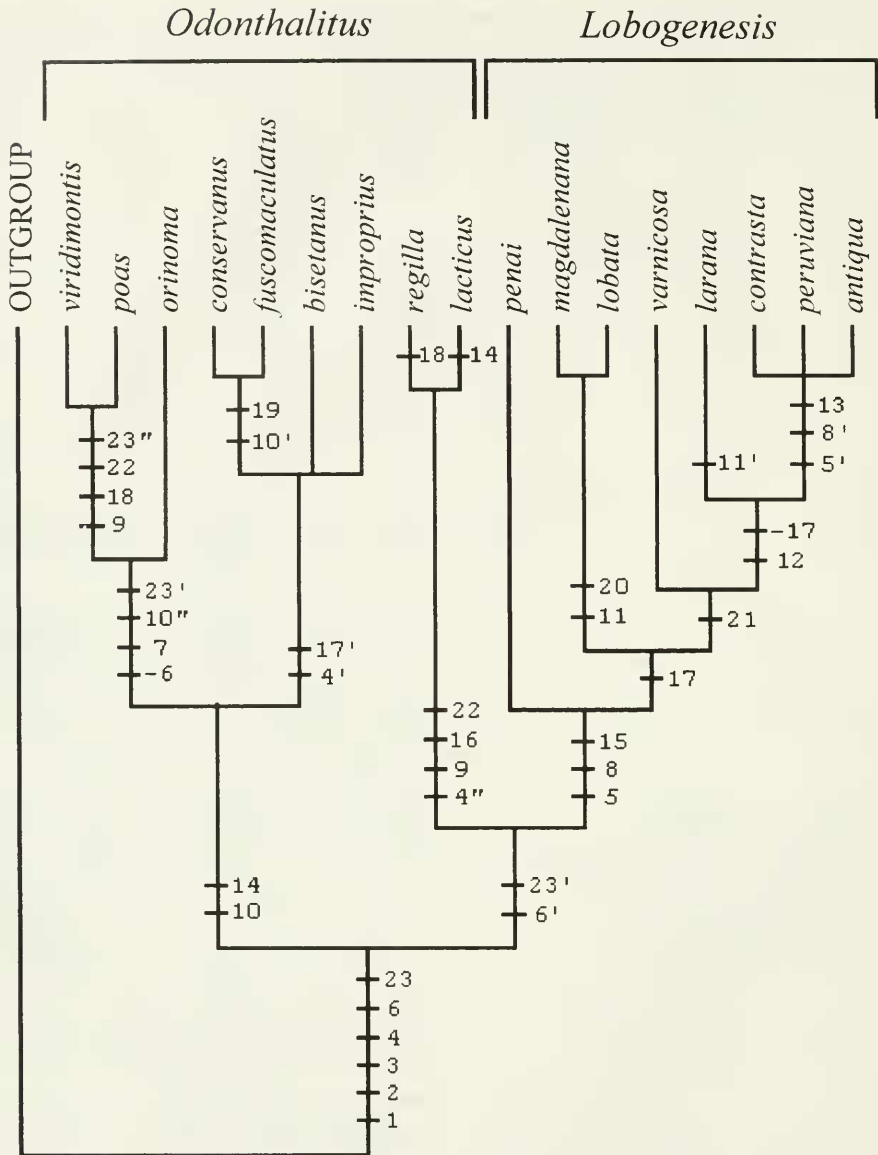 Odonthalitus
Lobogenesis
OUTGROUP
viridimontis
poas
orinoma
conservanus
fuscomaculatus
bisetanus
improprius
regilla
lacticus
penai
magdalenana
lobata
varnicosa
larana
contrasta
peruviana
antiqua
18
14
23"
22
18
9
19
10'
13
8'
5'
11'
-17
12
23'
10"
7
-6
20
11
21
17'
4'
17
22
16
9
4"
15
8
5
14
10
23'
6'
23
6
4
3
2
1